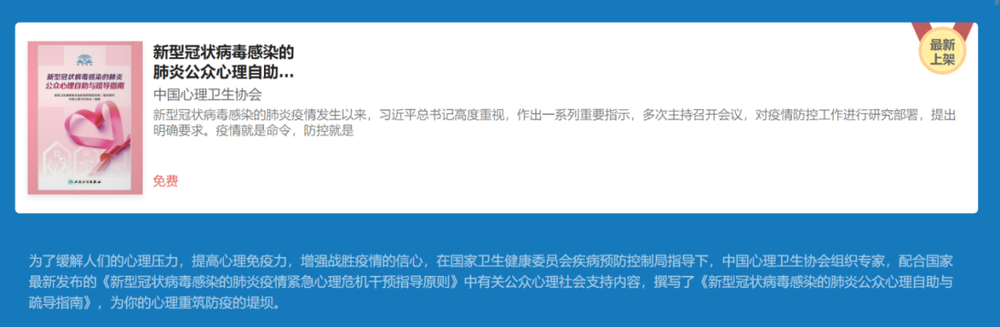 最新
上架
新型冠状病毒感染的
肺炎公众心理自助...
中国心理卫生协会
新型冠状病毒感染的肺炎疫情发生以来，习近平总书记高度重视，作出一系列重要指示，多次主持召开会议，对疫情防控工作进行研究部署，提出
明确要求。疫情就是命令，防控就是
免费
新型冠状病毒感染的肺炎
公众心理自助与疏导指南
人民卫生出版社
为了缓解人们的心理压力，提高心理免疫力，增强战胜疫情的信心，在国家卫生健康委员会疾病预防控制局指导下，中国心理卫生协会组织专家，配合国家
最新发布的《新型冠状病毒感染的肺炎疫情紧急心理危机干预指导原则》中有关公众心理社会支持内容，撰写了《新型冠状病毒感染的肺炎公众心理自助与
疏导指南》，为你的心理重筑防疫的堤坝。